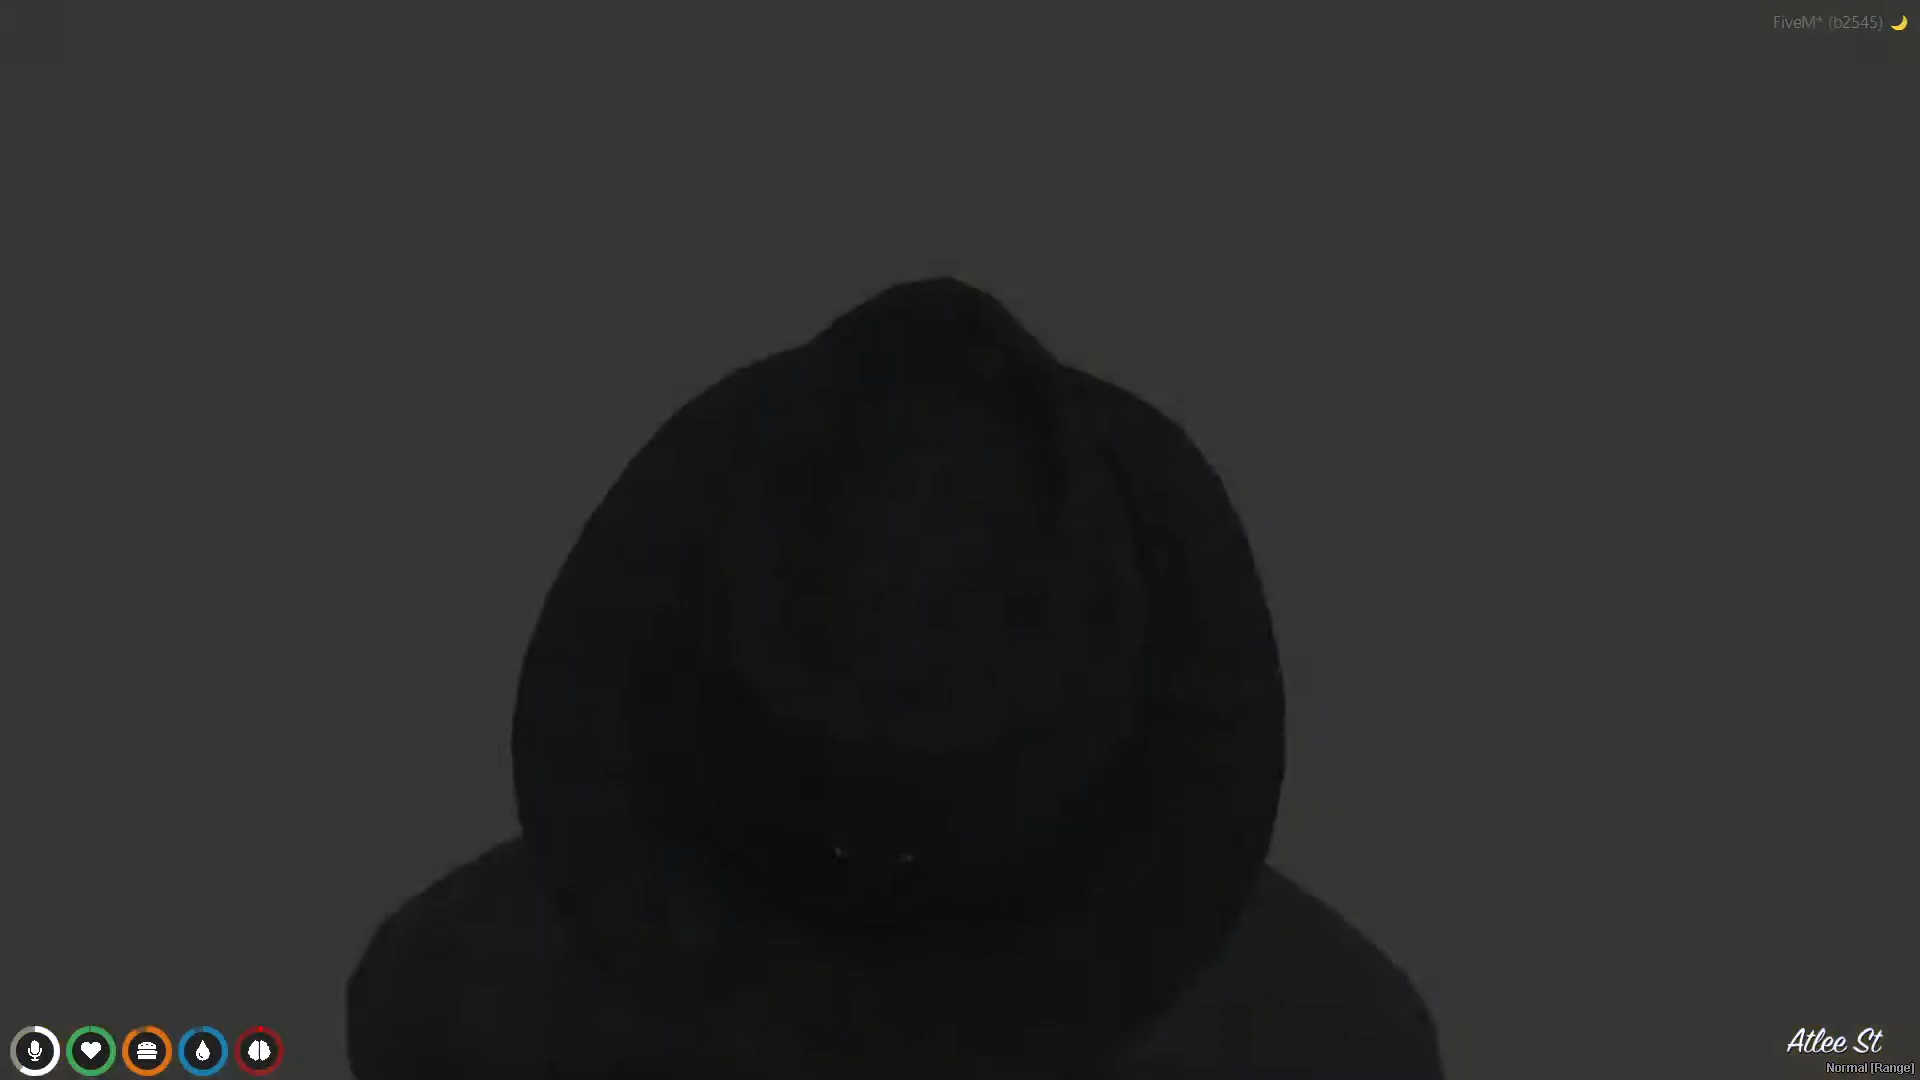 FiveM* (b2545) 🌙
Atlee St
Normal [Range]